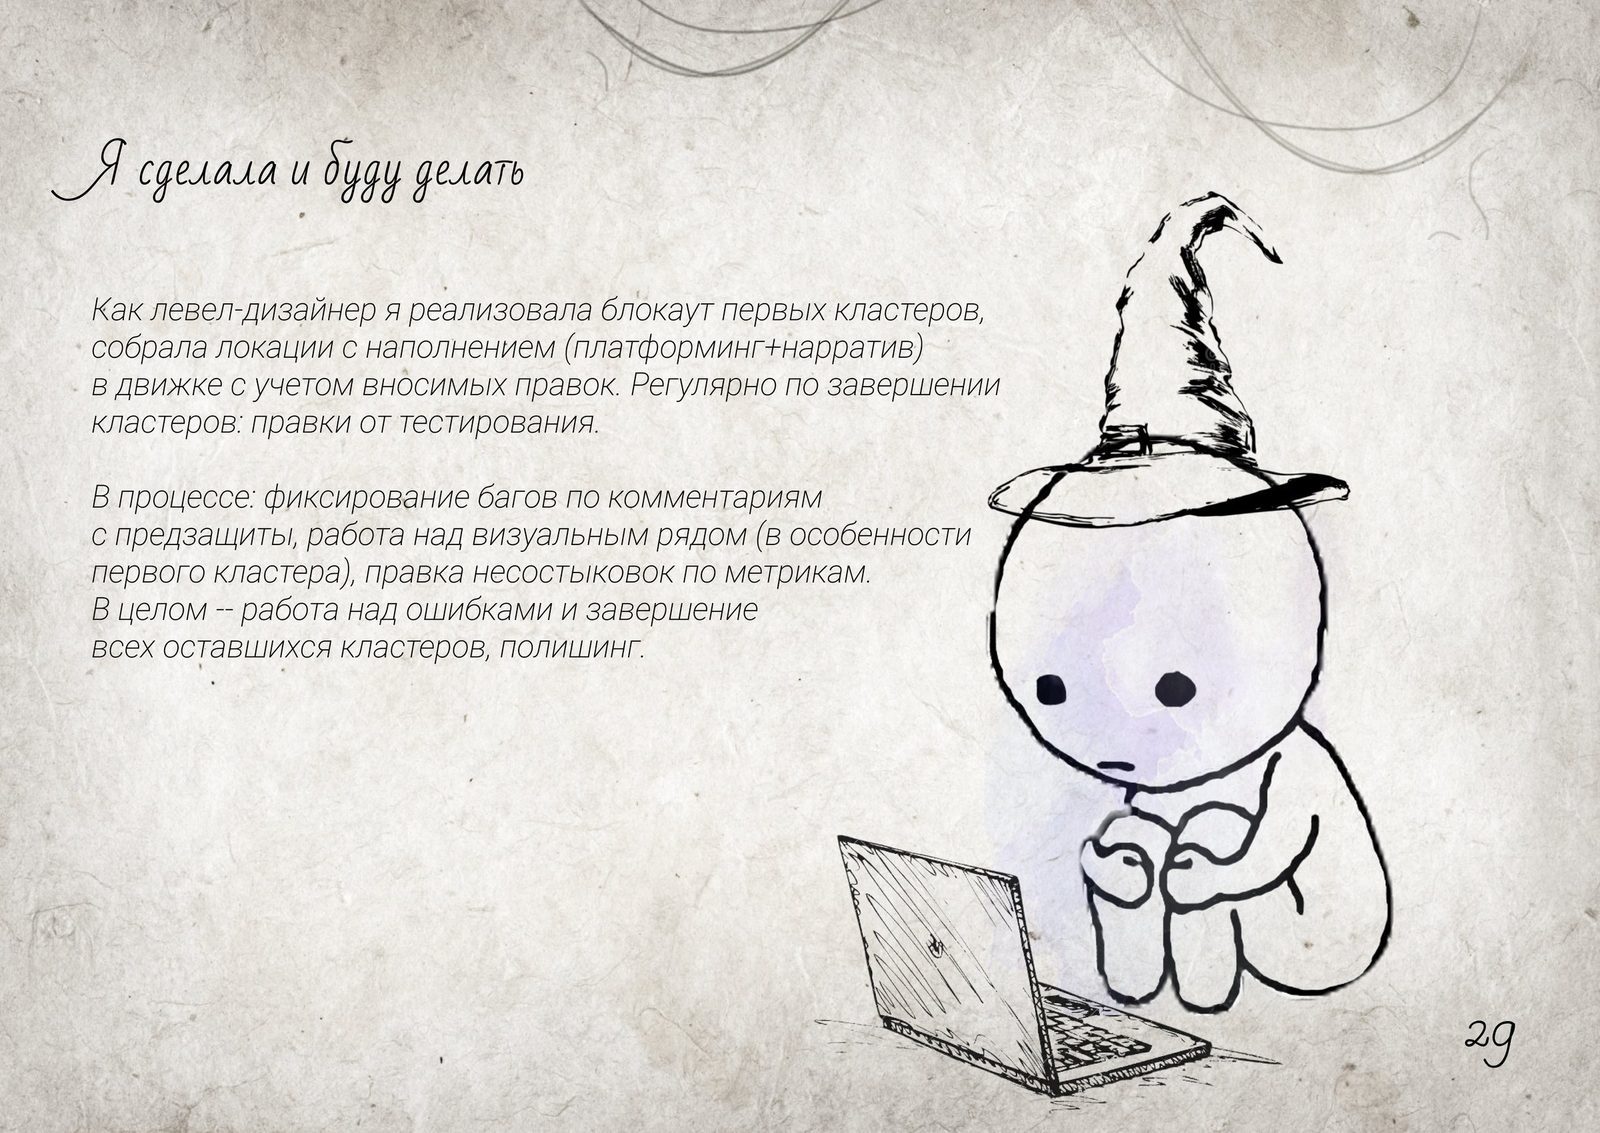 Я сделала и буду делать
Как левел-дизайнер я реализовала блокаут первых кластеров,
собрала локации с наполнением (платформинг+нарратив)
в движке с учетом вносимых правок. Регулярно по завершении
кластеров: правки от тестирования.
В процессе: фиксирование багов по комментариям
с предзащиты, работа над визуальным рядом (в особенности
первого кластера), правка несостыковок по метрикам.
В целом -- работа над ошибками и завершение
всех оставшихся кластеров, полишинг.
29